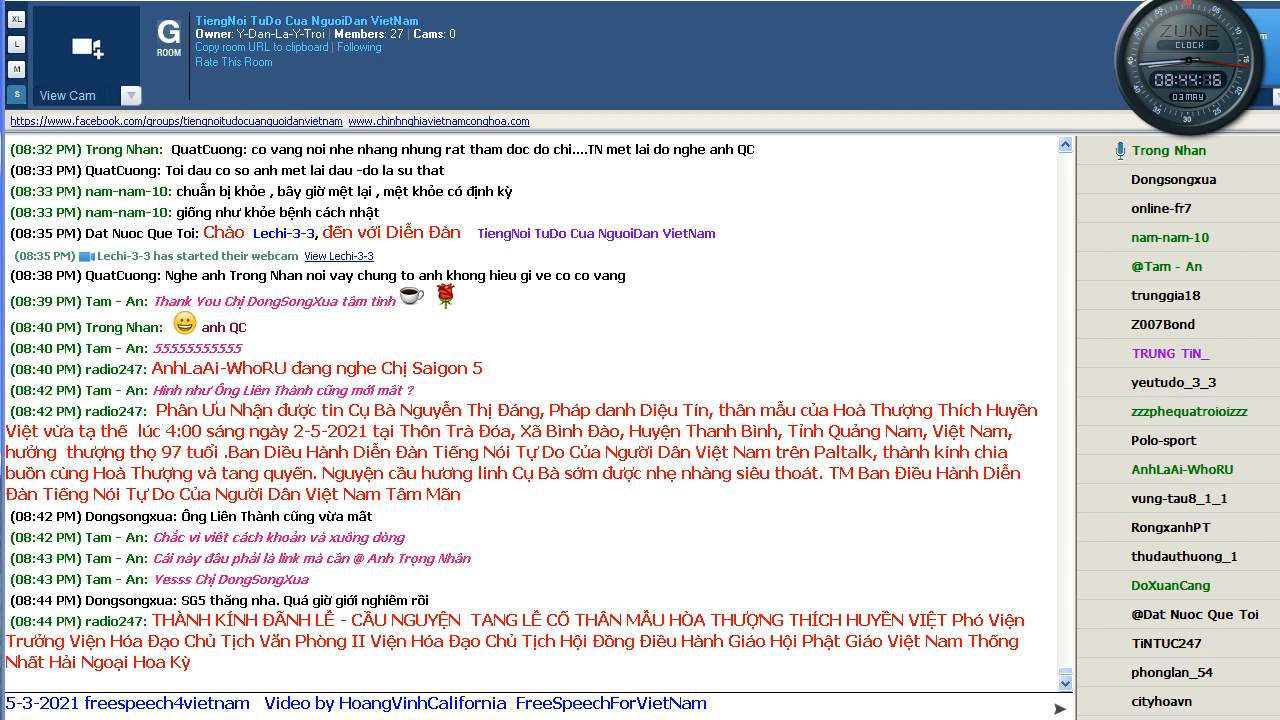 XL
L
M
S
View Cam
G
ROOM
TiengNoi TuDo Cua NguoiDan VietNam
Owner: Y-Dan-La-Y-Troi | Members: 27 | Cams: 0
Copy room URL to clipboard | Following
Rate This Room
ZUNE
CLOCK
08:44:16
03 MAY
https://www.facebook.com/groups/tiengnoitudocuanguoidanvietnam www.chinhnghiavietnamconghoa.com
(08:32 PM) Trong Nhan: QuatCuong: co vang noi nhe nhang nhung rat tham doc do chi....TN met lai do nghe anh QC
(08:33 PM) QuatCuong: Toi dau co so anh met lai dau -do la su that
(08:33 PM) nam-nam-10: chuẩn bị khỏe , bây giờ mệt lại , mệt khỏe có định kỳ
(08:33 PM) nam-nam-10: giống như khỏe bệnh cách nhật
(08:35 PM) Dat Nuoc Que Toi: Chào Lechi-3-3, đến với Diễn Đàn TiengNoi TuDo Cua NguoiDan VietNam
(08:35 PM) Lechi-3-3 has started their webcam View Lechi-3-3
(08:38 PM) QuatCuong: Nghe anh Trong Nhan noi vay chung to anh khong hieu gi ve co co vang
(08:39 PM) Tam - An: Thank You Chị DongSongXua tâm tình
(08:40 PM) Trong Nhan: anh QC
(08:40 PM) Tam - An: 55555555555
(08:40 PM) radio247: AnhLaAi-WhoRU đang nghe Chị Saigon 5
(08:42 PM) Tam - An: Hình như Ông Liên Thành cũng mới mất ?
(08:42 PM) radio247: Phân Ưu Nhận được tin Cụ Bà Nguyễn Thị Đáng, Pháp danh Diệu Tín, thân mẫu của Hoà Thượng Thích Huyền
Việt vừa tạ thế lúc 4:00 sáng ngày 2-5-2021 tại Thôn Trà Đóa, Xã Bình Đào, Huyện Thanh Bình, Tỉnh Quảng Nam, Việt Nam,
hưởng thượng thọ 97 tuổi .Ban Diều Hành Diễn Đàn Tiếng Nói Tự Do Của Người Dân Việt Nam trên Paltalk, thành kính chia
buồn cùng Hoà Thượng và tang quyến. Nguyện cầu hương linh Cụ Bà sớm được nhẹ nhàng siêu thoát. TM Ban Điều Hành Diễn
Đàn Tiếng Nói Tự Do Của Người Dân Việt Nam Tâm Mãn
(08:42 PM) Dongsongxua: Ông Liên Thành cũng vừa mất
(08:42 PM) Tam - An: Chắc vì viết cách khoản và xuông dòng
(08:43 PM) Tam - An: Cái này đâu phải là link mà cần @ Anh Trọng Nhân
(08:43 PM) Tam - An: Yesss Chị DongSongXua
(08:44 PM) Dongsongxua: SG5 thăng nha. Quá giờ giới nghiêm rồi
(08:44 PM) radio247: THÀNH KÍNH ĐÃNH LỄ - CẦU NGUYỆN TANG LỄ CỐ THÂN MẪU HÒA THƯỢNG THÍCH HUYỀN VIỆT Phó Viện
Trưởng Viện Hóa Đạo Chủ Tịch Văn Phòng II Viện Hóa Đạo Chủ Tịch Hội Đồng Điều Hành Giáo Hội Phật Giáo Việt Nam Thống
Nhất Hải Ngoại Hoa Kỳ
5-3-2021 freespeech4vietnam Video by HoangVinhCalifornia FreeSpeechForVietNam
Trong Nhan
Dongsongxua
online-fr7
nam-nam-10
@Tam - An
trunggia18
Z007Bond
TRUNG TiN_
yeutudo_3_3
zzzphequatroioizzz
Polo-sport
AnhLaAi-WhoRU
vung-tau8_1_1
RongxanhPT
thudauthuong_1
DoXuanCang
@Dat Nuoc Que Toi
TiNTUC247
phonglan_54
cityhoavn